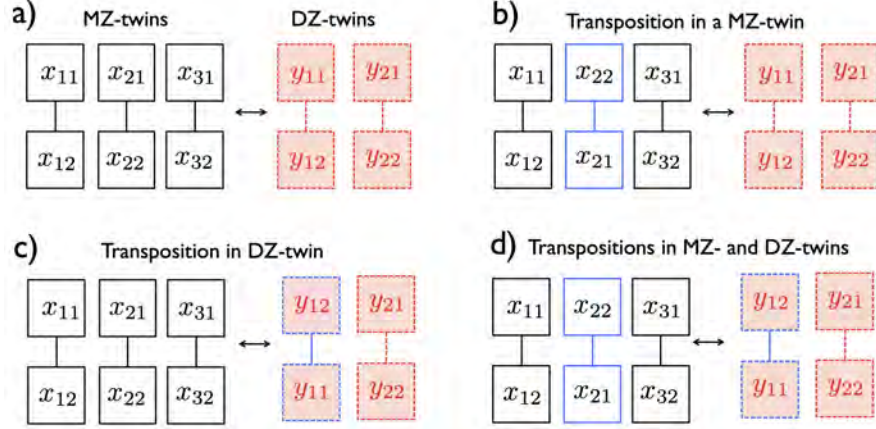 a) MZ-twins DZ-twins
x11 x21 x31 y11 y21
x12 x22 x32 y12 y22
b) Transposition in a MZ-twin
x11 x22 x31 y11 y21
x12 x21 x32 y12 y22
c) Transposition in DZ-twin
x11 x21 x31 y12 y21
x12 x22 x32 y11 y22
d) Transpositions in MZ- and DZ-twins
x11 x22 x31 y12 y21
x12 x21 x32 y11 y22